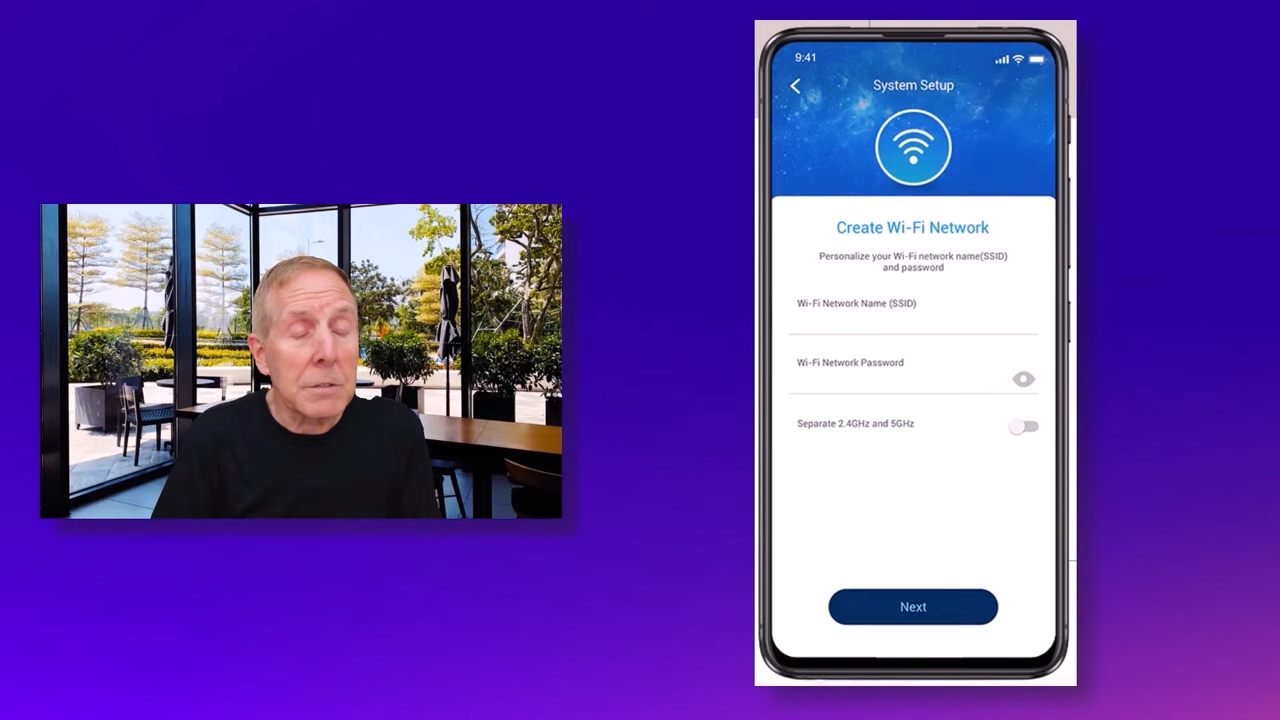 9:41
System Setup
Create Wi-Fi Network
Personalize your Wi-Fi network name(SSID)
and password
Wi-Fi Network Name (SSID)
Wi-Fi Network Password
Separate 2.4GHz and 5GHz
Next